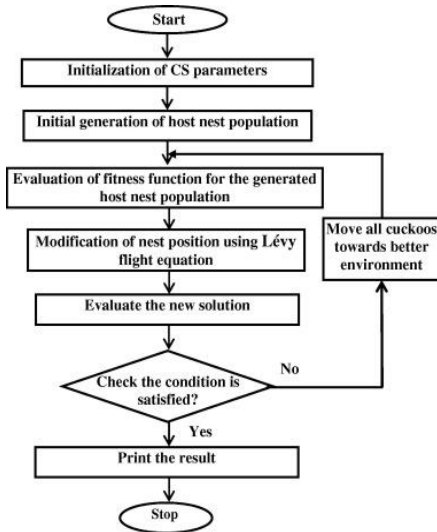 Start
Initialization of CS parameters
Initial generation of host nest population
Evaluation of fitness function for the generated
host nest population
Modification of nest position using Lévy
flight equation
Move all cuckoos
towards better
environment
Evaluate the new solution
Check the condition is
satisfied?
No
Yes
Print the result
Stop